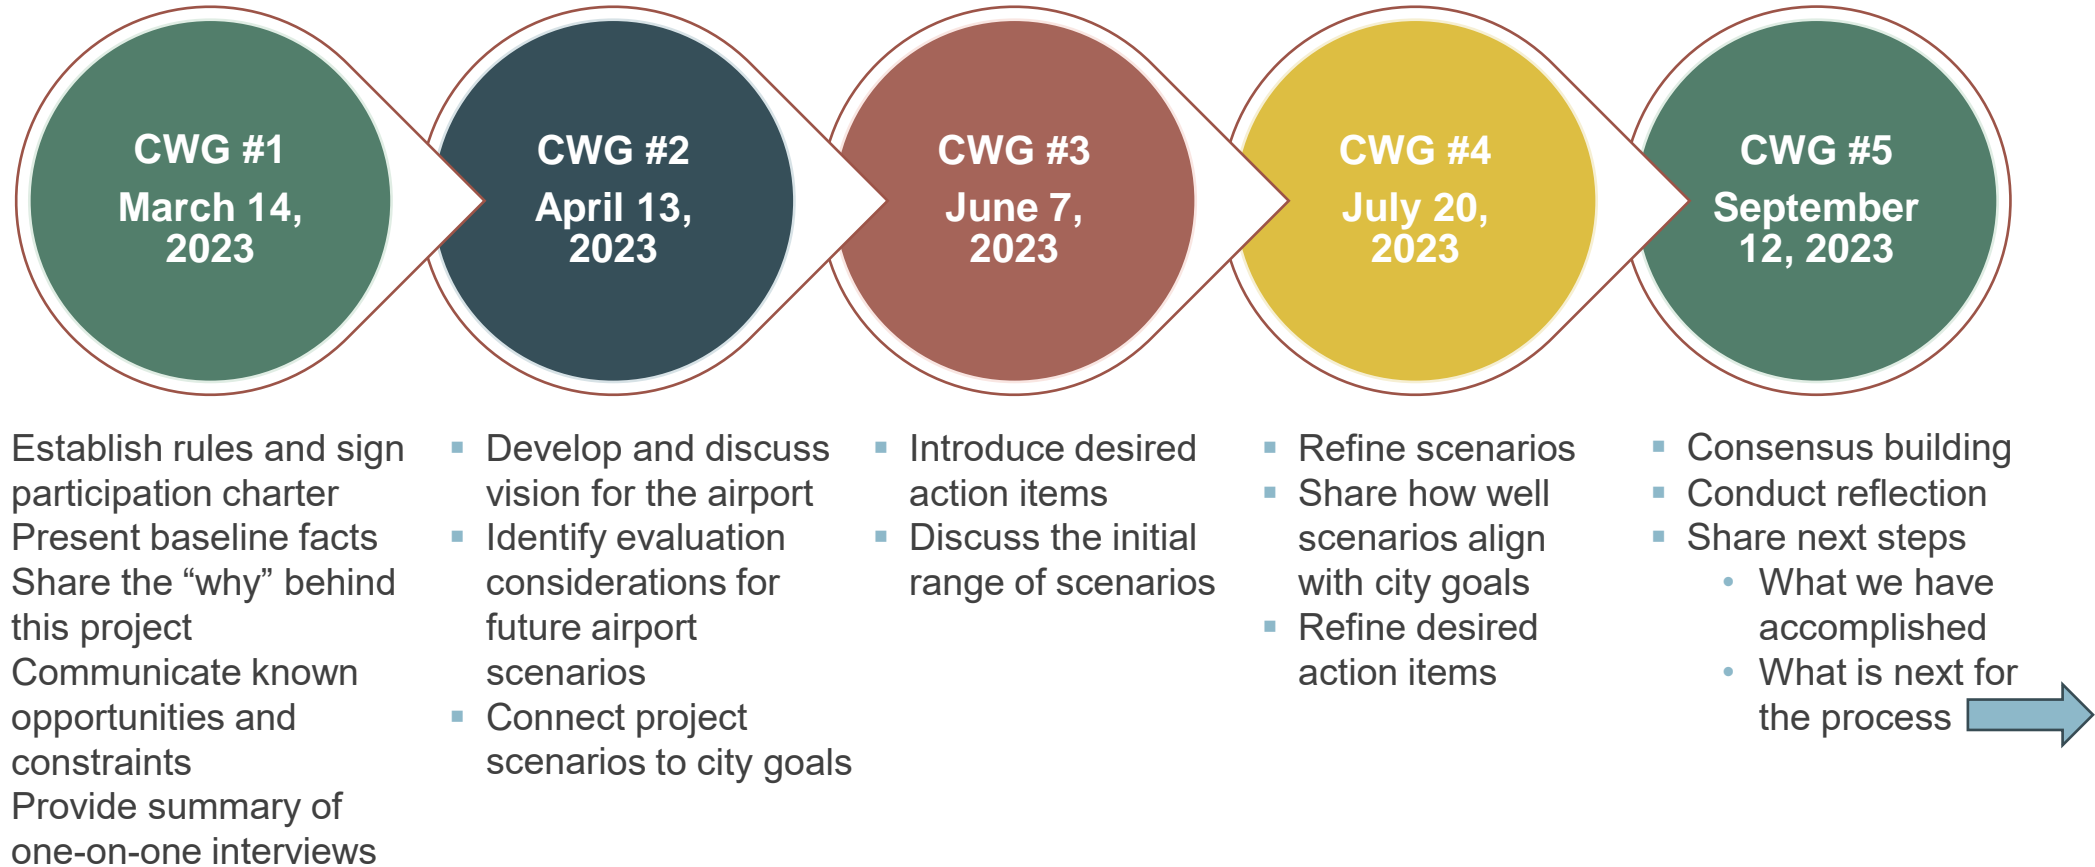 CWG #1
March 14,
2023
CWG #2
April 13,
2023
CWG #3
June 7,
2023
CWG #4
July 20,
2023
CWG #5
September
12, 2023
Establish rules and sign
participation charter
Present baseline facts
Share the “why” behind
this project
Communicate known
opportunities and
constraints
Provide summary of
one-on-one interviews
▪ Develop and discuss
vision for the airport
▪ Identify evaluation
considerations for
future airport
scenarios
▪ Connect project
scenarios to city goals
▪ Introduce desired
action items
▪ Discuss the initial
range of scenarios
▪ Refine scenarios
▪ Share how well
scenarios align
with city goals
▪ Refine desired
action items
▪ Consensus building
▪ Conduct reflection
▪ Share next steps
• What we have
accomplished
• What is next for
the process